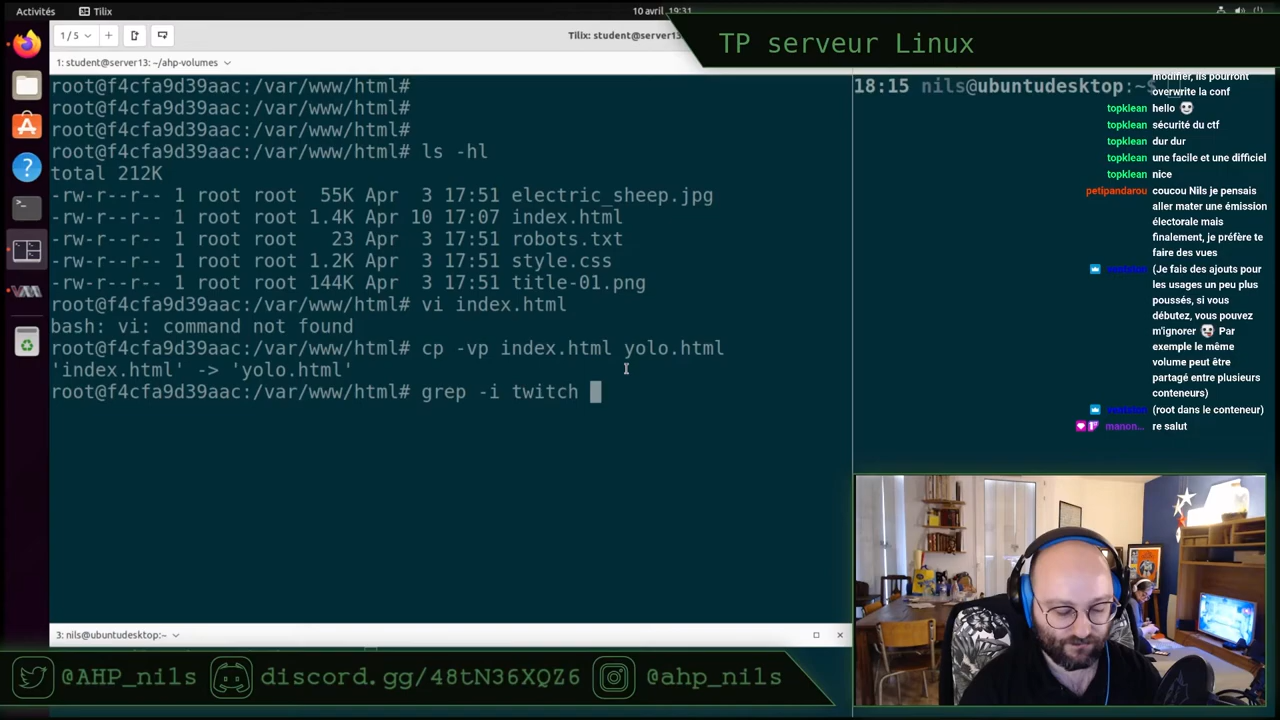 Activités
Tilix
10 avril 19:31
TP serveur Linux
1 / 5
Tilix: student@server13
1: student@server13: ~/ahp-volumes
root@f4cfa9d39aac:/var/www/html#
root@f4cfa9d39aac:/var/www/html#
root@f4cfa9d39aac:/var/www/html#
root@f4cfa9d39aac:/var/www/html# ls -hl
total 212K
-rw-r--r-- 1 root root  55K Apr  3 17:51 electric_sheep.jpg
-rw-r--r-- 1 root root 1.4K Apr 10 17:07 index.html
-rw-r--r-- 1 root root   23 Apr  3 17:51 robots.txt
-rw-r--r-- 1 root root 1.2K Apr  3 17:51 style.css
-rw-r--r-- 1 root root 144K Apr  3 17:51 title-01.png
root@f4cfa9d39aac:/var/www/html# vi index.html
bash: vi: command not found
root@f4cfa9d39aac:/var/www/html# cp -vp index.html yolo.html
'index.html' -> 'yolo.html'
root@f4cfa9d39aac:/var/www/html# grep -i twitch
18:15 nils@ubuntudesktop:~$
modifier, ils pourront
overwrite la conf
topklean hello
topklean sécurité du ctf
topklean dur dur
topklean une facile et une difficiel
topklean nice
petipandarou coucou Nils je pensais
aller mater une émission
électorale mais
finalement, je préfère te
faire des vues
(Je fais des ajouts pour
les usages un peu plus
poussés, si vous
débutez, vous pouvez
m'ignorer Par
exemple le même
volume peut être
partagé entre plusieurs
conteneurs)
(root dans le conteneur)
manon... re salut
3: nils@ubuntudesktop:~
@AHP_nils
discord.gg/48tN36XQZ6
@ahp_nils